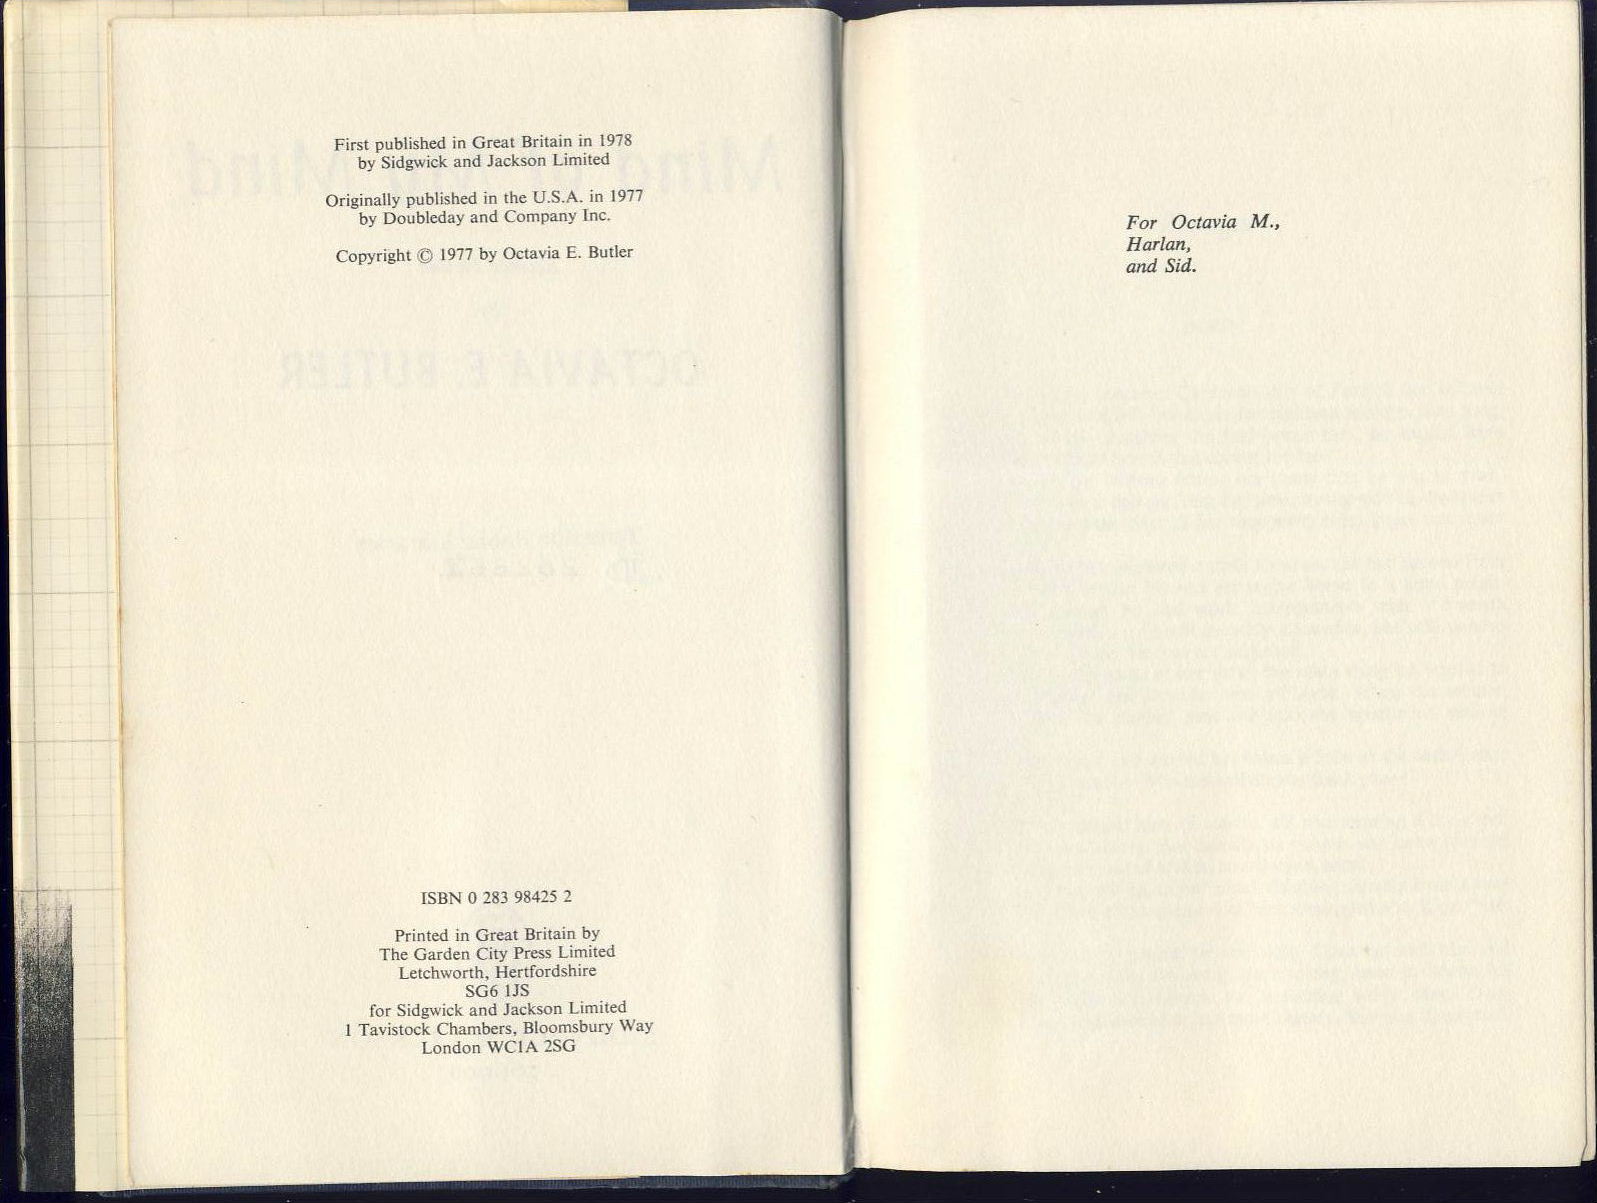 First published in Great Britain in 1978
by Sidgwick and Jackson Limited
Originally published in the U.S.A. in 1977
by Doubleday and Company Inc.
Copyright © 1977 by Octavia E. Butler
ISBN 0 283 98425 2
Printed in Great Britain by
The Garden City Press Limited
Letchworth, Hertfordshire
SG6 1JS
for Sidgwick and Jackson Limited
1 Tavistock Chambers, Bloomsbury Way
London WC1A 2SG
For Octavia M.,
Harlan,
and Sid.